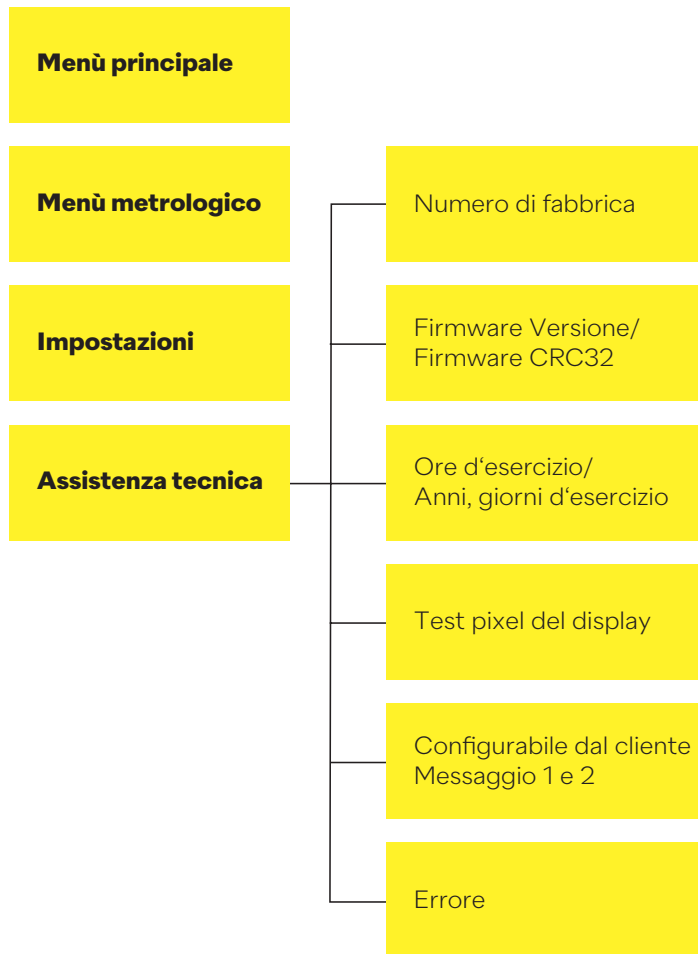 Menù principale
Menù metrologico
Impostazioni
Assistenza tecnica
Numero di fabbrica
Firmware Versione/
Firmware CRC32
Ore d‘esercizio/
Anni, giorni d‘esercizio
Test pixel del display
Configurabile dal cliente
Messaggio 1 e 2
Errore